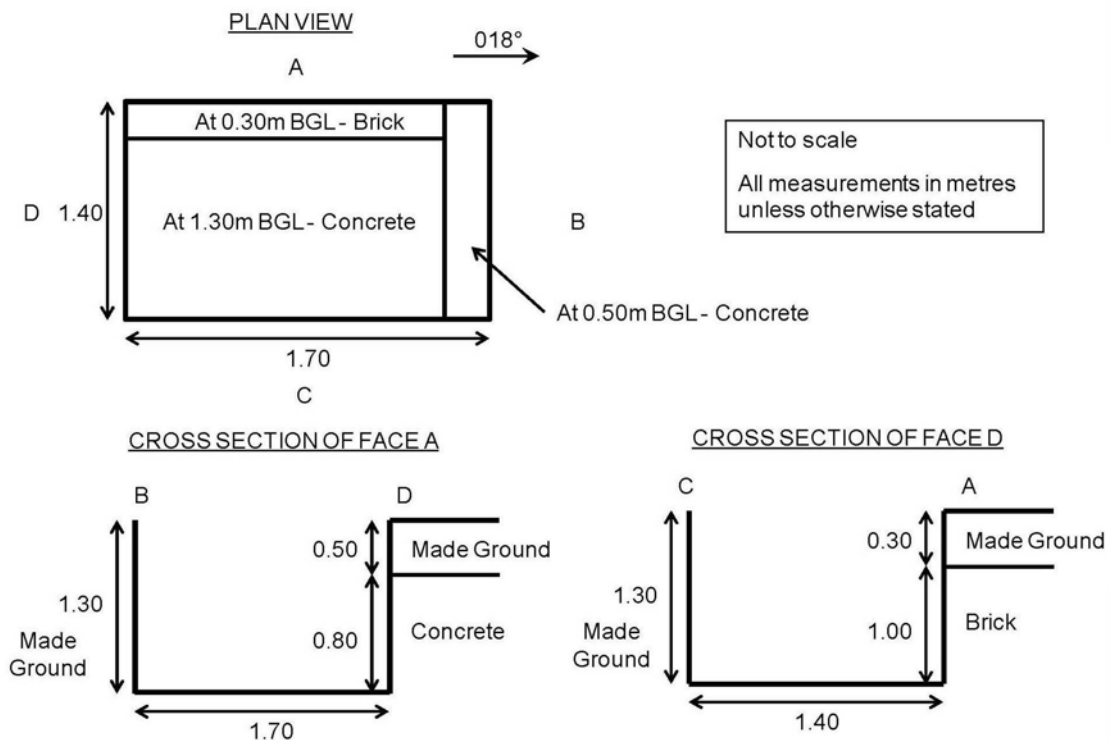 PLAN VIEW
018°
A
At 0.30m BGL - Brick
Not to scale
All measurements in metres
unless otherwise stated
D
1.40
At 1.30m BGL - Concrete
B
At 0.50m BGL - Concrete
1.70
C
CROSS SECTION OF FACE A
B
D
0.50
Made Ground
1.30
Made
Ground
0.80
Concrete
1.70
CROSS SECTION OF FACE D
C
A
0.30
Made Ground
1.30
Made
Ground
1.00
Brick
1.40